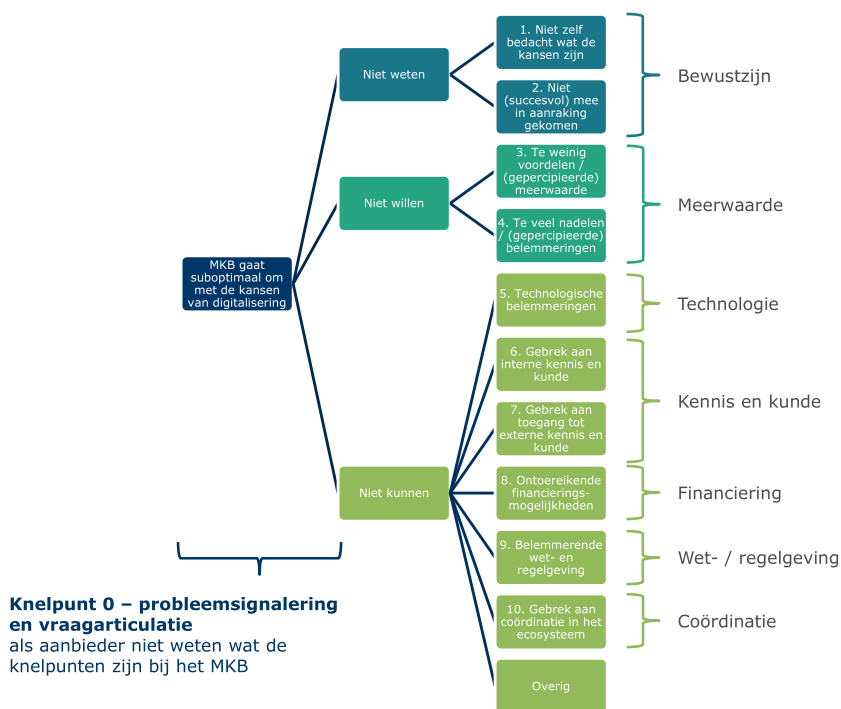 1. Niet zelf
bedacht wat de
kansen zijn
Niet weten
Bewustzijn
2. Niet
(succesvol) mee
in aanraking
gekomen
3. Te weinig
voordelen /
(gepercipieerde)
meerwaarde
Niet willen
Meerwaarde
4. Te veel nadelen
/ (gepercipieerde)
belemmeringen
MKB gaat
suboptimaal om
met de kansen
van digitalisering
5. Technologische
belemmeringen
Technologie
6. Gebrek aan
interne kennis en
kunde
Kennis en kunde
7. Gebrek aan
toegang tot
externe kennis en
kunde
Niet kunnen
8. Ontoereikende
financierings-
mogelijkheden
Financiering
9. Belemmerende
wet- en
regelgeving
Wet- / regelgeving
10. Gebrek aan
coördinatie in het
ecosysteem
Coördinatie
Overig
Knelpunt 0 – probleemsignalering
en vraagarticulatie
als aanbieder niet weten wat de
knelpunten zijn bij het MKB